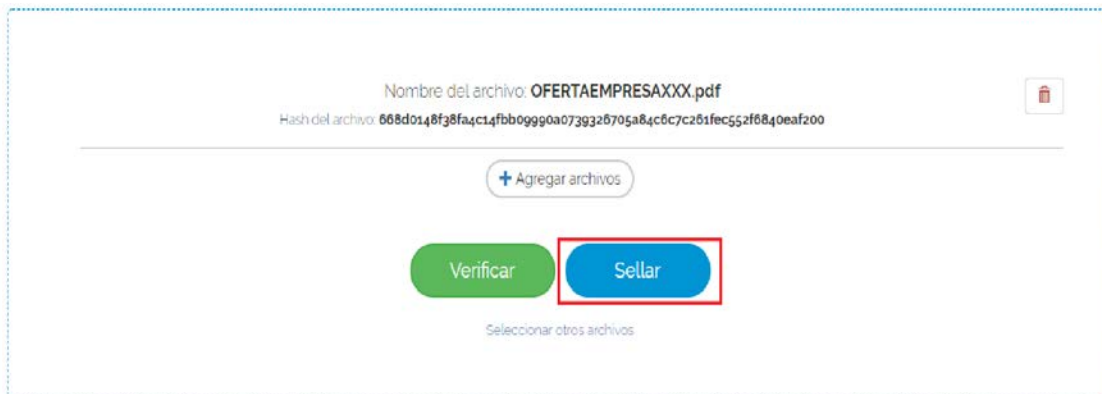 Nombre del archivo: OFERTAEMPRESAXXX.pdf
Hash del archivo: 668d0148f38fa4c14fbb09990a0739326705a84c6c7c261fec552f6840eaf200
Agregar archivos
Verificar
Sellar
Seleccionar otros archivos